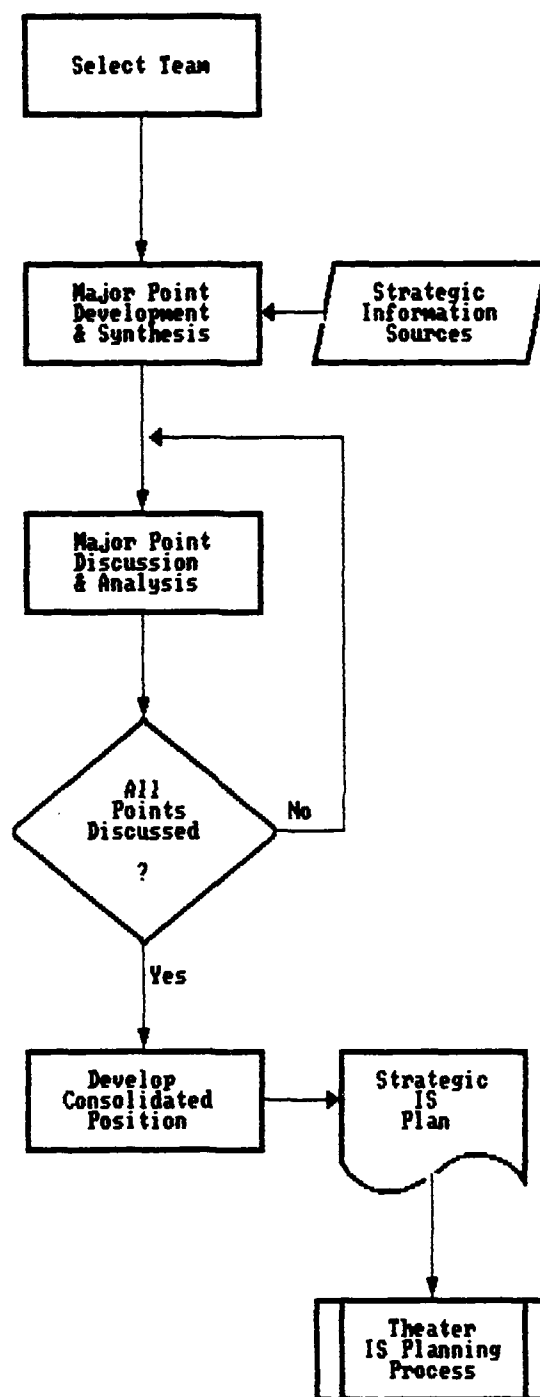 Select Team
Major Point
Development
& Synthesis
Strategic
Information
Sources
Major Point
Discussion
& Analysis
All
Points
Discussed
?
No
Yes
Develop
Consolidated
Position
Strategic
IS
Plan
Theater
IS Planning
Process